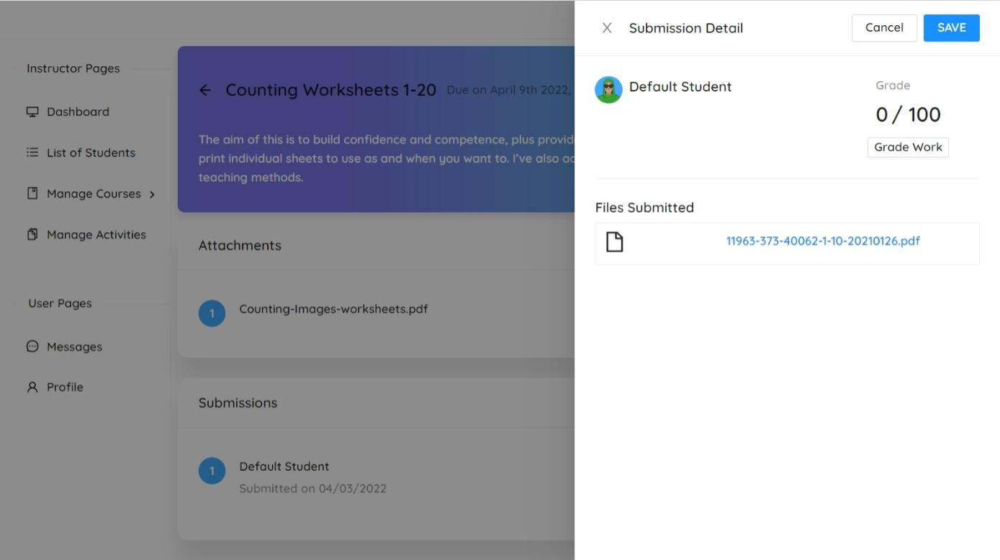 Instructor Pages
Dashboard
List of Students
Manage Courses
Manage Activities
User Pages
Messages
Profile
Counting Worksheets 1-20 Due on April 9th 2022,
The aim of this is to build confidence and competence, plus provid
print individual sheets to use as and when you want to. I've also
teaching methods.
Attachments
1 Counting-Images-worksheets.pdf
Submissions
1 Default Student
Submitted on 04/03/2022
X Submission Detail Cancel SAVE
Default Student
Grade
0 / 100
Grade Work
Files Submitted
11963-373-40062-1-10-20210126.pdf